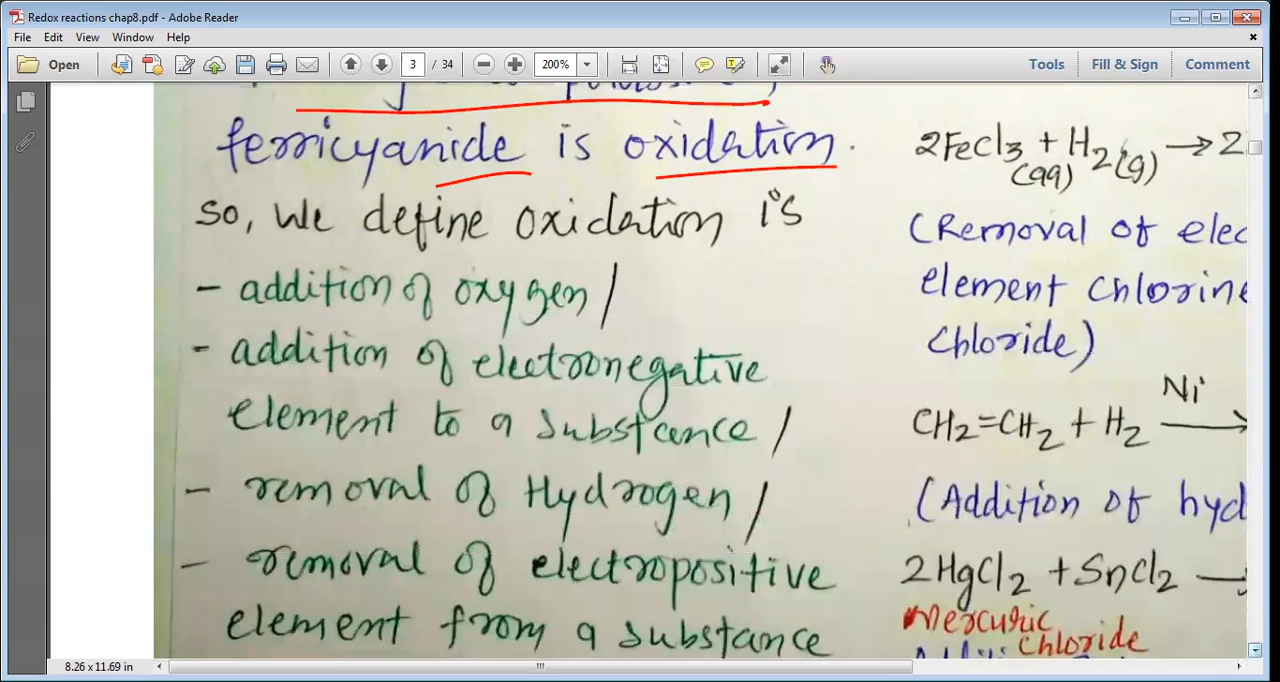 Redox reactions chap8.pdf - Adobe Reader
File Edit View Window Help
Open 3 / 34 200% Tools Fill & Sign Comment
ferricyanide is oxidation.
so, we define oxidation is
- addition of oxygen /
- addition of electronegative
element to a substance /
- removal of Hydrogen /
- removal of electropositive
element from a substance
2FeCl3 + H2(g) → 2
(aq)
(Removal of elec
element chlorine
chloride)
CH2=CH2 + H2 Ni →
(Addition of hyd
2HgCl2 + SnCl2 →
Mercuric
chloride
8.26 x 11.69 in